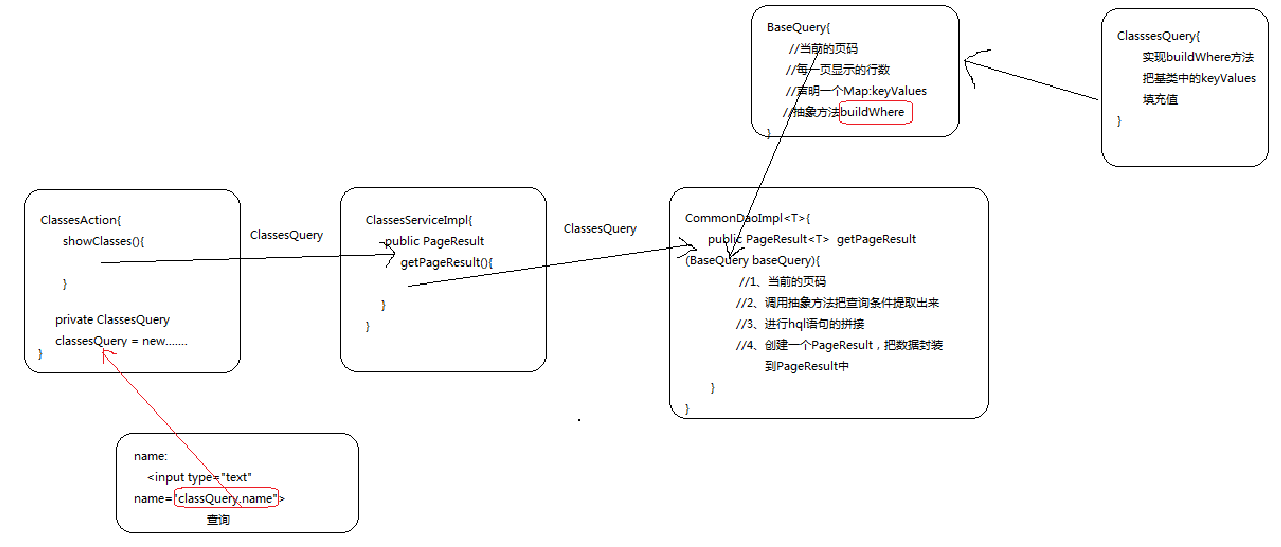 BaseQuery{
//当前的页码
//每一页显示的行数
//声明一个Map:keyValues
//抽象方法buildWhere
}
ClasssesQuery{
实现buildWhere方法
把基类中的keyValues
填充值
}
ClassesAction{
showClasses(){
}
private ClassesQuery
classesQuery = new.......
}
ClassesQuery
ClassesServiceImpl{
public PageResult
getPageResult(){
}
}
ClassesQuery
CommonDaoImpl<T>{
public PageResult<T> getPageResult
(BaseQuery baseQuery){
//1、当前的页码
//2、调用抽象方法把查询条件提取出来
//3、进行hql语句的拼接
//4、创建一个PageResult，把数据封装
到PageResult中
}
}
name:
<input type="text"
name="classQuery.name">
查询